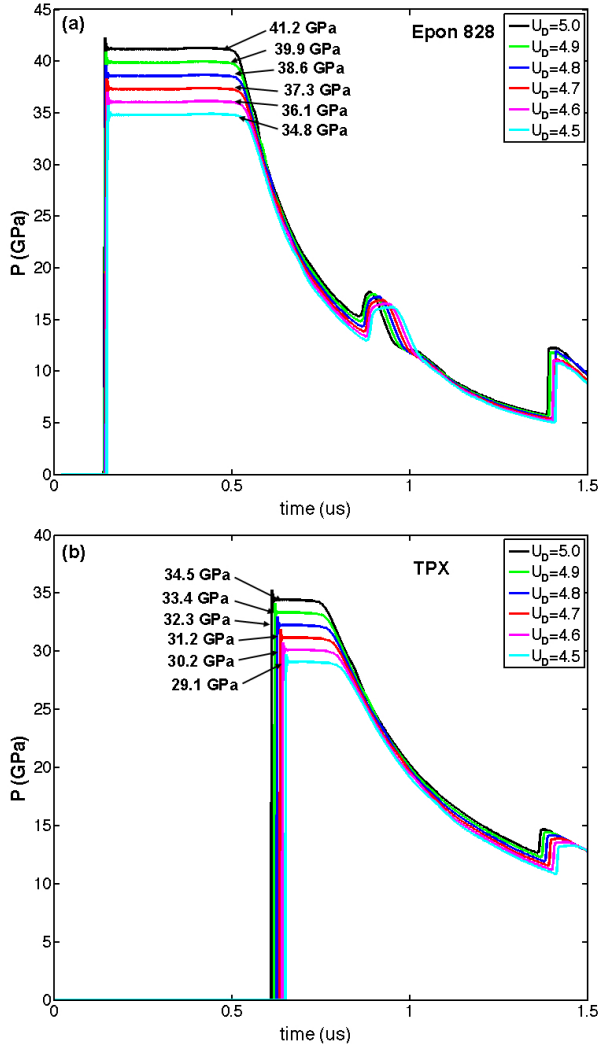 (a)
Epon 828
41.2 GPa
39.9 GPa
38.6 GPa
37.3 GPa
36.1 GPa
34.8 GPa
U_D=5.0
U_D=4.9
U_D=4.8
U_D=4.7
U_D=4.6
U_D=4.5
45
40
35
30
25
20
15
10
5
0
P (GPa)
0 0.5 1 1.5
time (us)
(b)
TPX
34.5 GPa
33.4 GPa
32.3 GPa
31.2 GPa
30.2 GPa
29.1 GPa
U_D=5.0
U_D=4.9
U_D=4.8
U_D=4.7
U_D=4.6
U_D=4.5
40
35
30
25
20
15
10
5
0
P (GPa)
0 0.5 1 1.5
time (us)